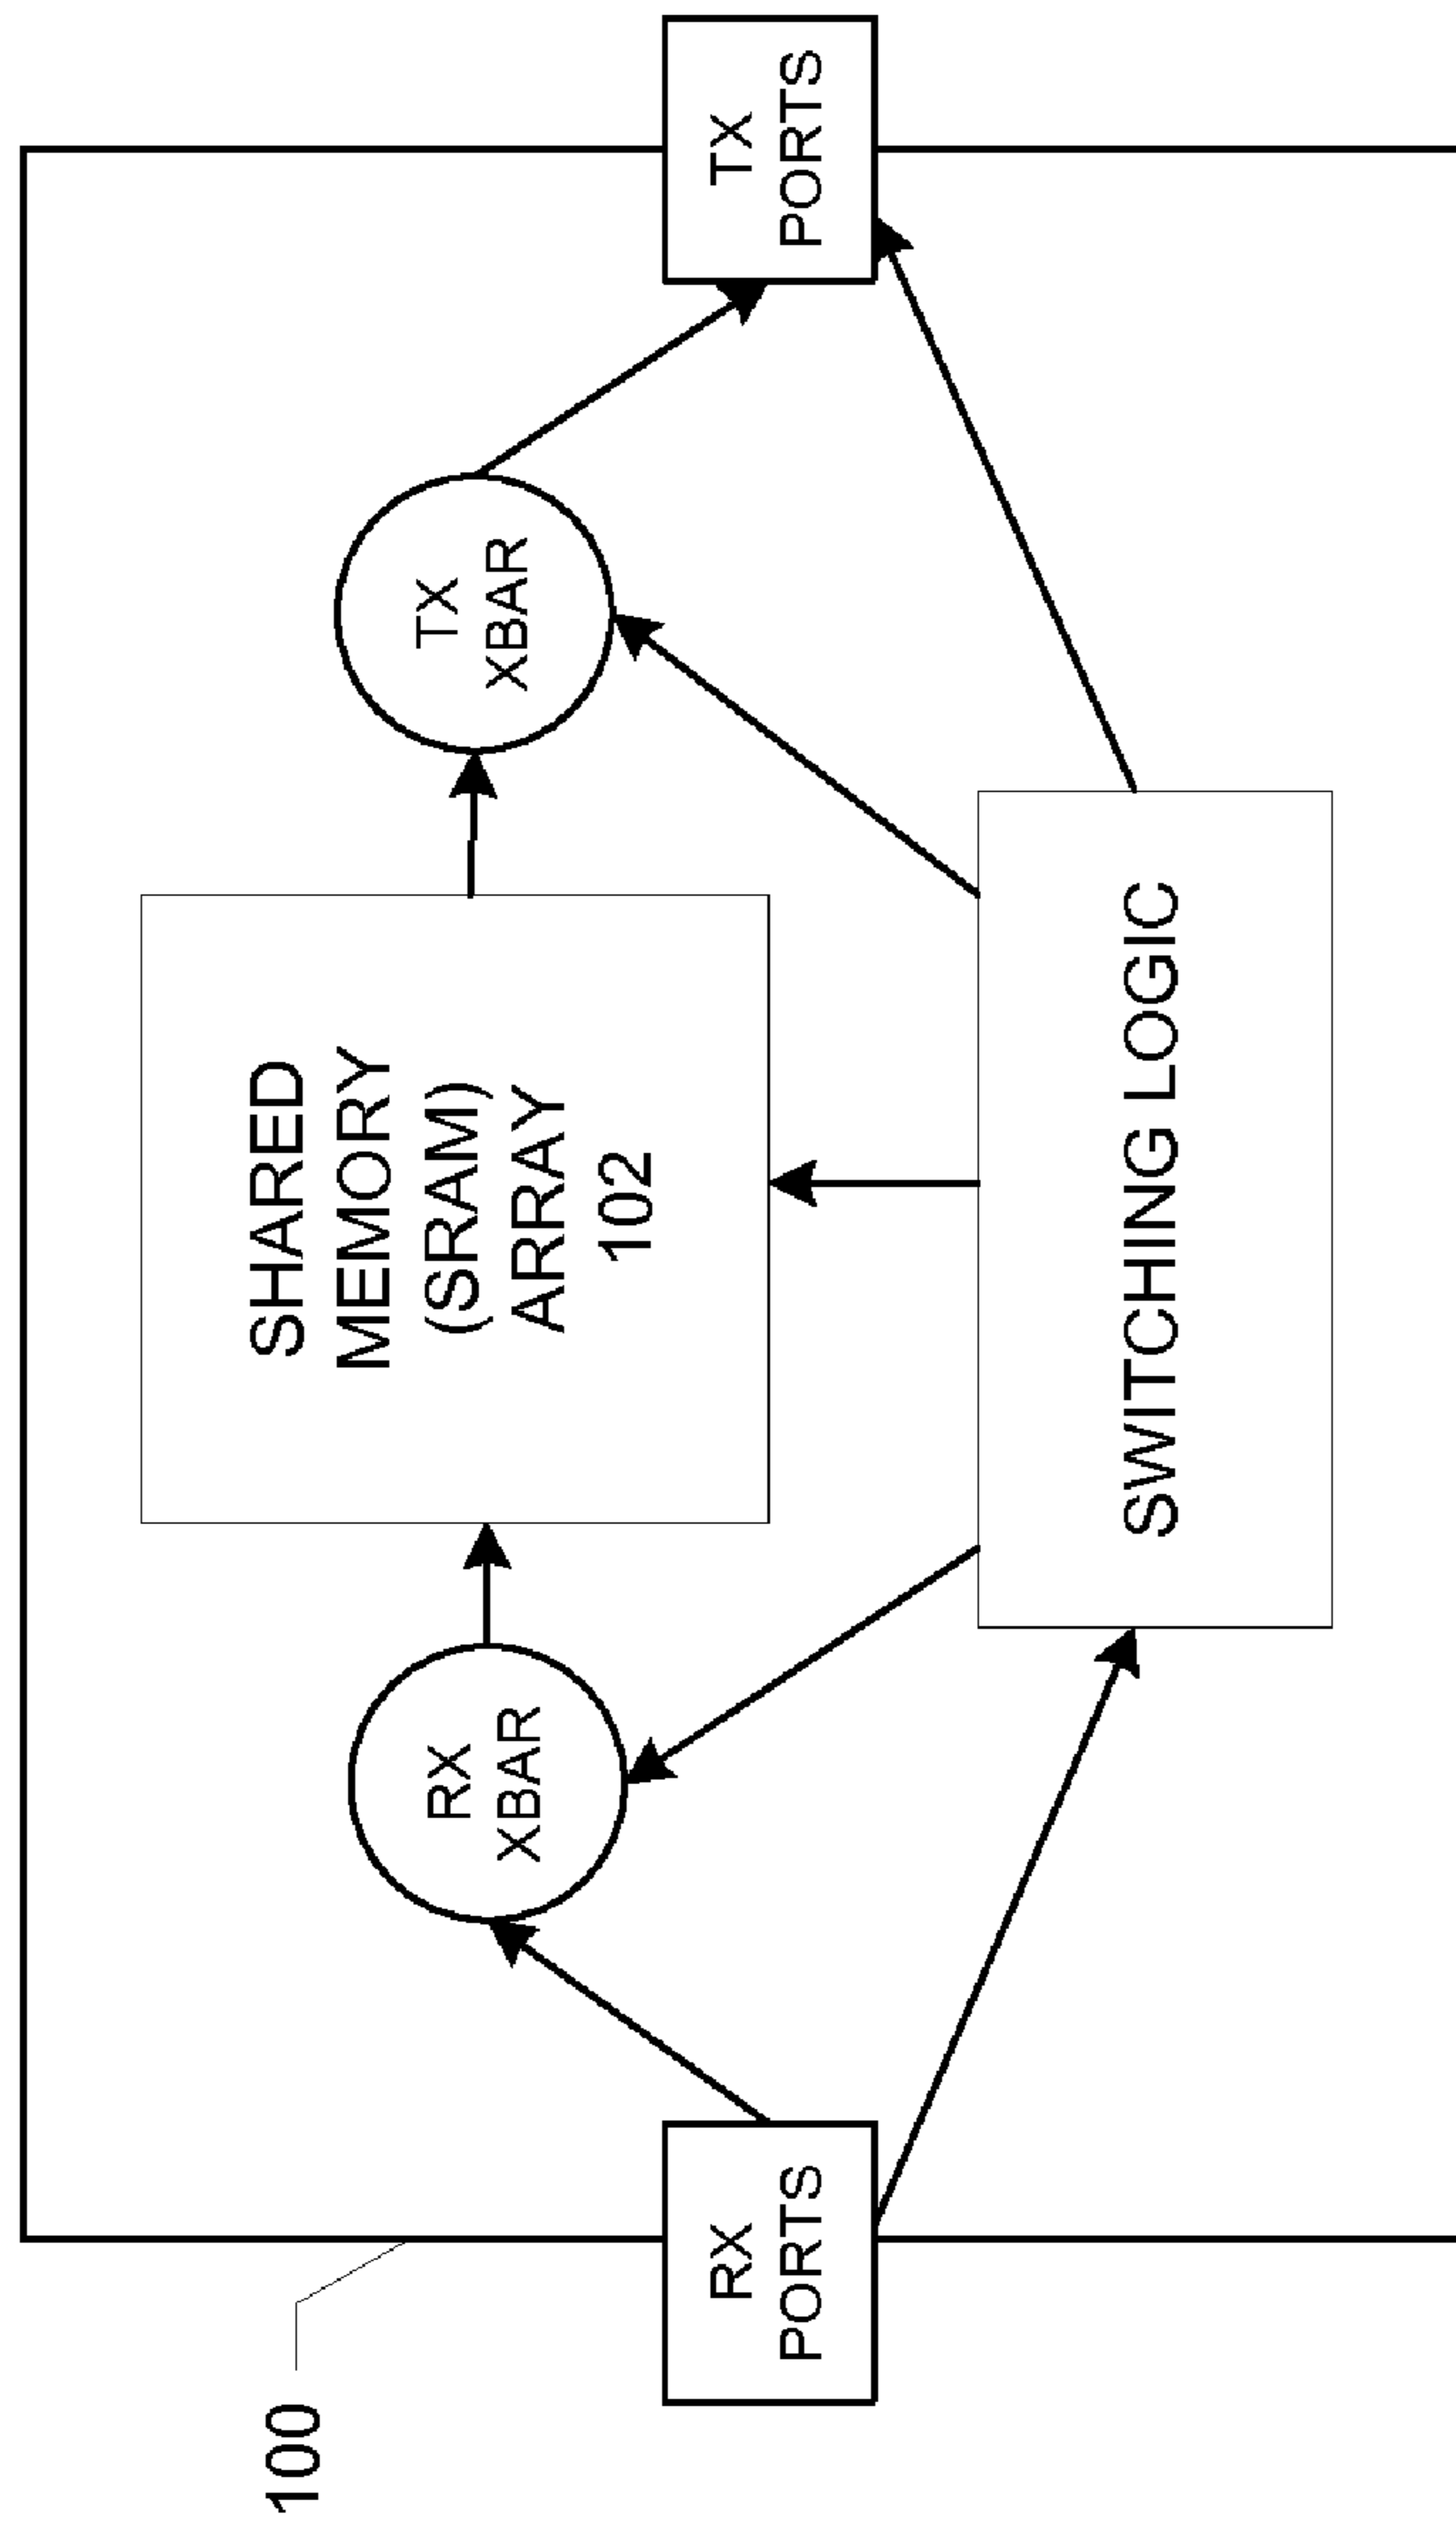 100
RX
PORTS
RX
XBAR
SHARED
MEMORY
(SRAM)
ARRAY
102
SWITCHING LOGIC
TX
XBAR
TX
PORTS